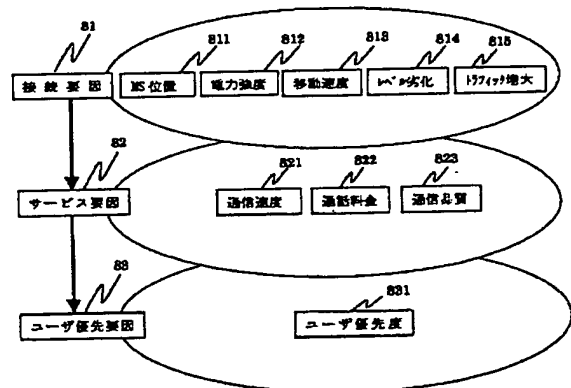 81
811 812 813 814 815
接続要因 MS位置 電力強度 移動速度 レベル劣化 トラフィック増大
82
821 822 823
サービス要因 通信速度 通話料金 通信品質
83
831
ユーザ優先要因 ユーザ優先度